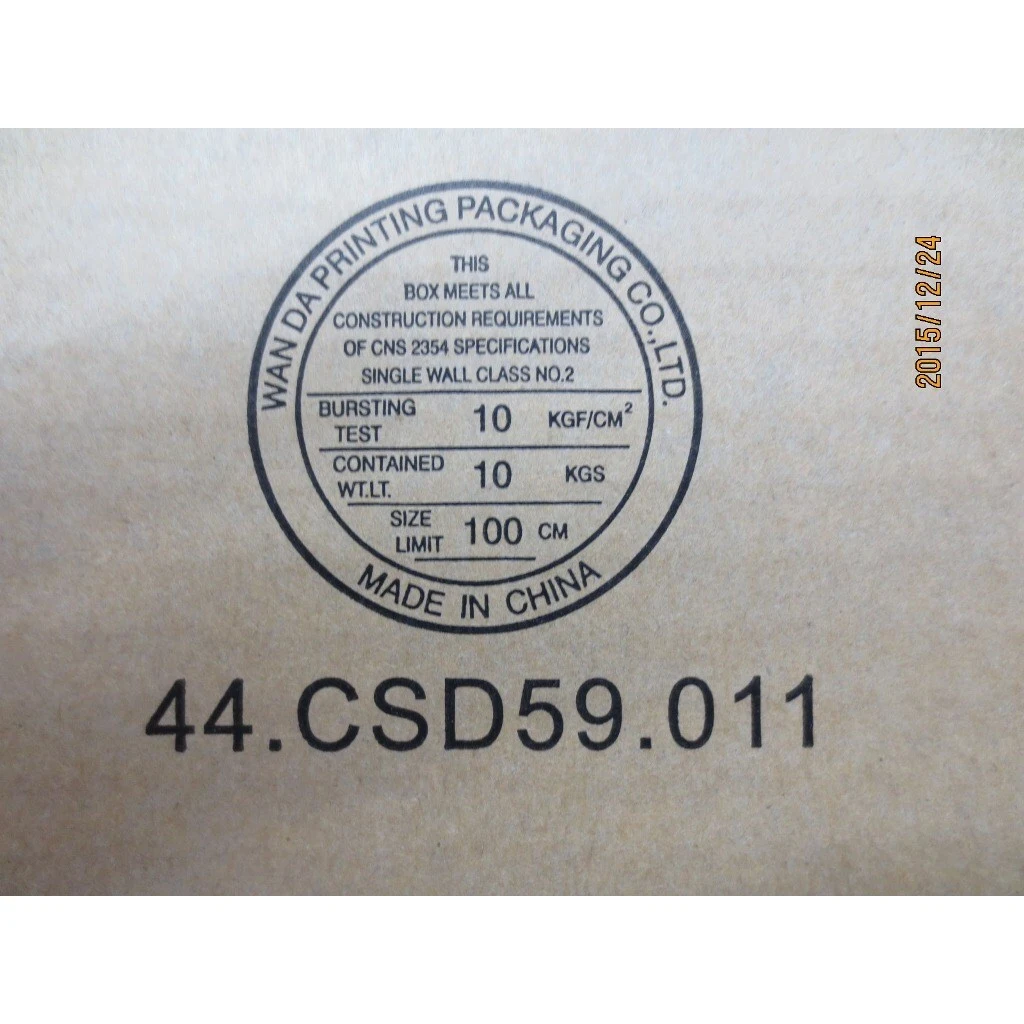 WAN DA PRINTING PACKAGING CO.,LTD.
THIS
BOX MEETS ALL
CONSTRUCTION REQUIREMENTS
OF CNS 2354 SPECIFICATIONS
SINGLE WALL CLASS NO.2
BURSTING TEST 10 KGF/CM²
CONTAINED WT.LT. 10 KGS
SIZE LIMIT 100 CM
MADE IN CHINA
44.CSD59.011
2015/12/24